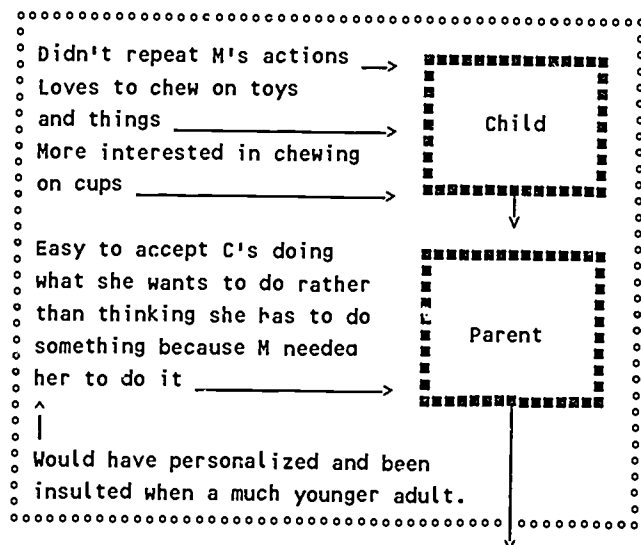 Didn't repeat M's actions
Loves to chew on toys
and things
More interested in chewing
on cups
Child
Easy to accept C's doing
what she wants to do rather
than thinking she has to do
something because M needed
her to do it
Parent
Would have personalized and been
insulted when a much younger adult.